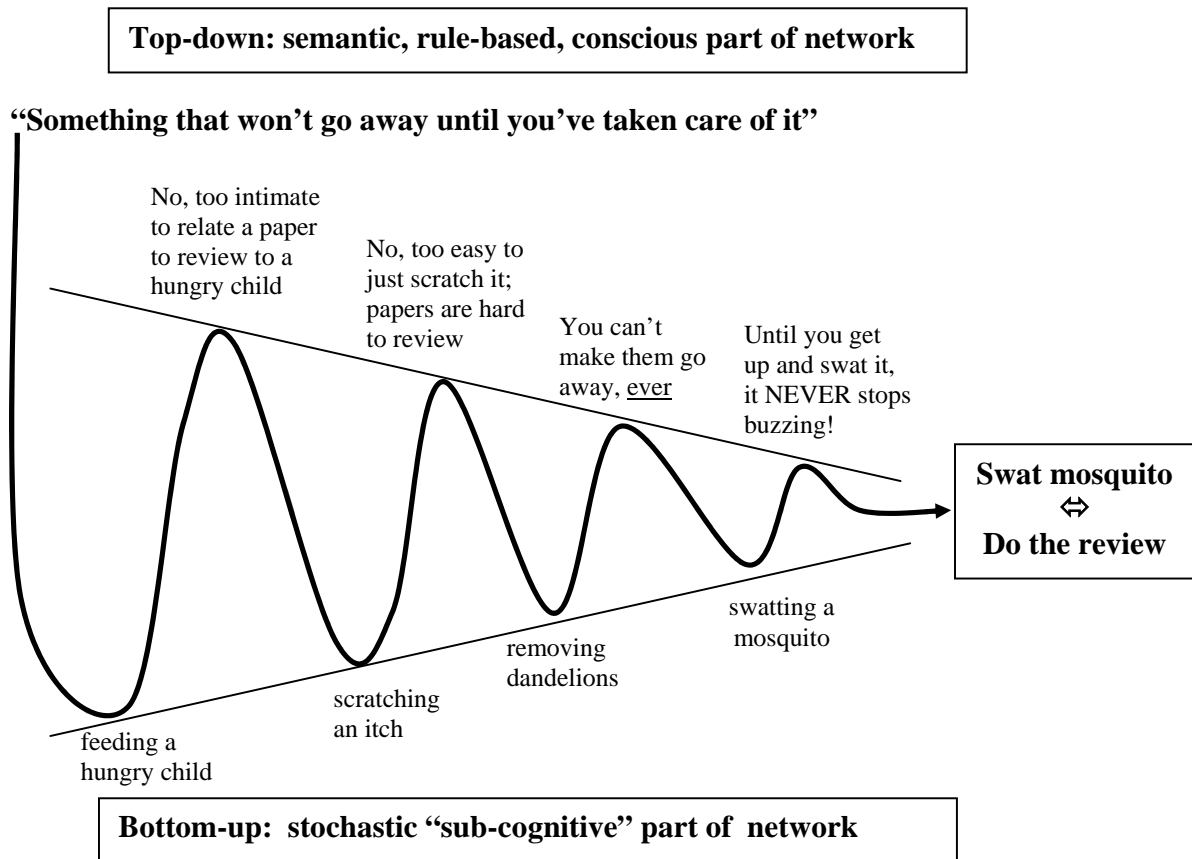 Top-down: semantic, rule-based, conscious part of network
“Something that won’t go away until you’ve taken care of it”
No, too intimate
to relate a paper
to review to a
hungry child
No, too easy to
just scratch it;
papers are hard
to review
You can’t
make them go
away, ever
Until you get
up and swat it,
it NEVER stops
buzzing!
Swat mosquito
⇔
Do the review
feeding a
hungry child
scratching
an itch
removing
dandelions
swatting a
mosquito
Bottom-up: stochastic “sub-cognitive” part of network